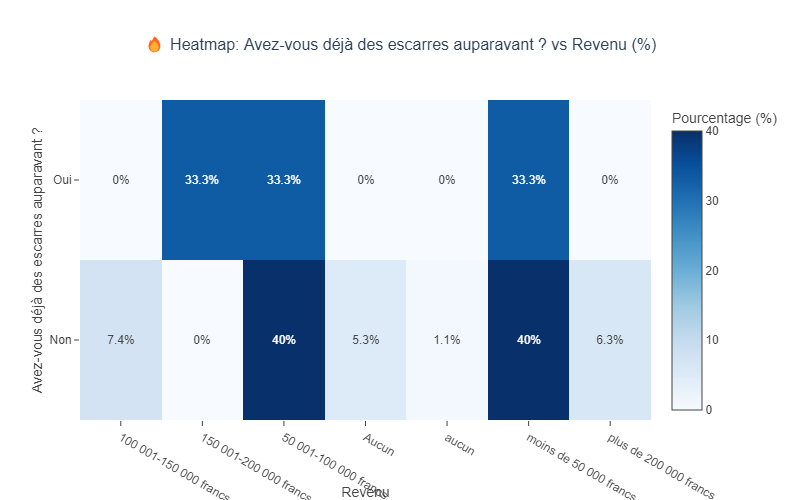 🔥 Heatmap: Avez-vous déjà des escarres auparavant ? vs Revenu (%)
Pourcentage (%)
40
30
20
10
0
Avez-vous déjà des escarres auparavant ?
Oui
0%
33.3%
33.3%
0%
0%
33.3%
0%
Non
7.4%
0%
40%
5.3%
1.1%
40%
6.3%
100 001-150 000 francs
150 001-200 000 francs
50 001-100 000 francs
Aucun
aucun
moins de 50 000 francs
plus de 200 000 francs
Revenu